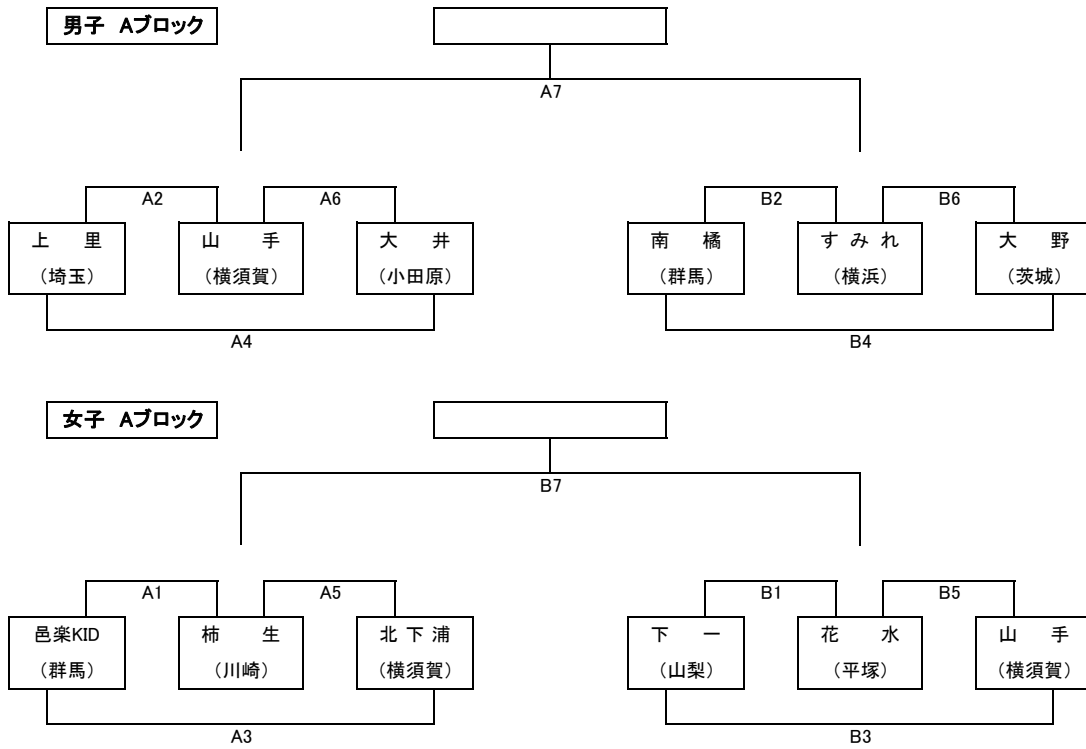 男子 Aブロック
A7
A2 A6 B2 B6
上 里 山 手 大 井 南 橘 すみれ 大 野
(埼玉) (横須賀) (小田原) (群馬) (横浜) (茨城)
A4 B4
女子 Aブロック
B7
A1 A5 B1 B5
邑楽KID 柿 生 北下浦 下 一 花 水 山 手
(群馬) (川崎) (横須賀) (山梨) (平塚) (横須賀)
A3 B3